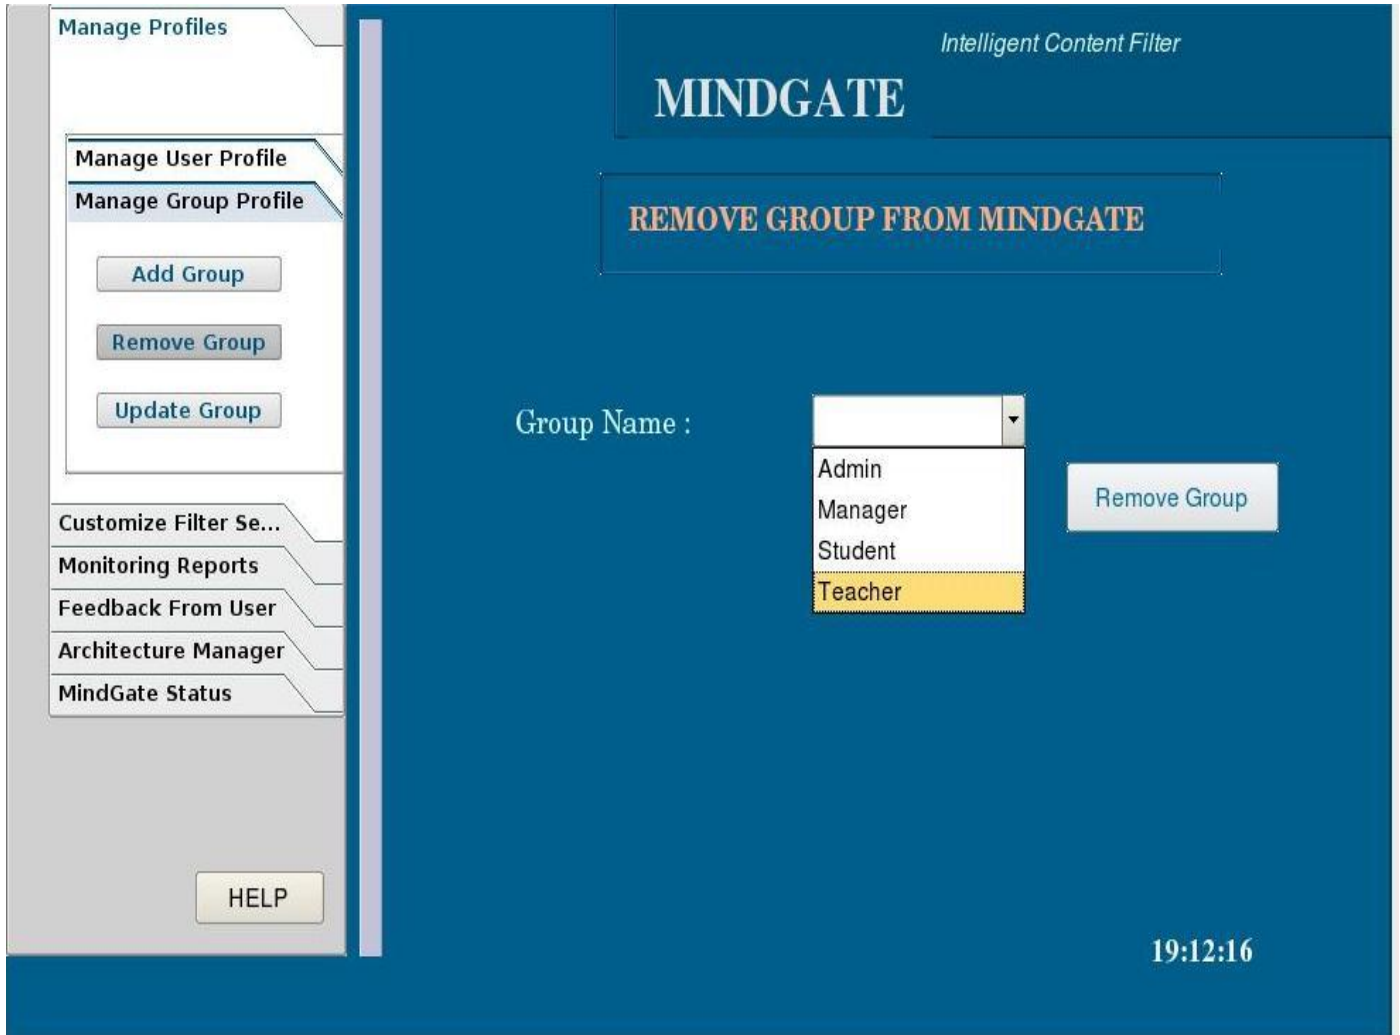 Manage Profiles
Manage User Profile
Manage Group Profile
Add Group
Remove Group
Update Group
Customize Filter Se...
Monitoring Reports
Feedback From User
Architecture Manager
MindGate Status
HELP
Intelligent Content Filter
MINDGATE
REMOVE GROUP FROM MINDGATE
Group Name :
Admin
Manager
Student
Teacher
Remove Group
19:12:16